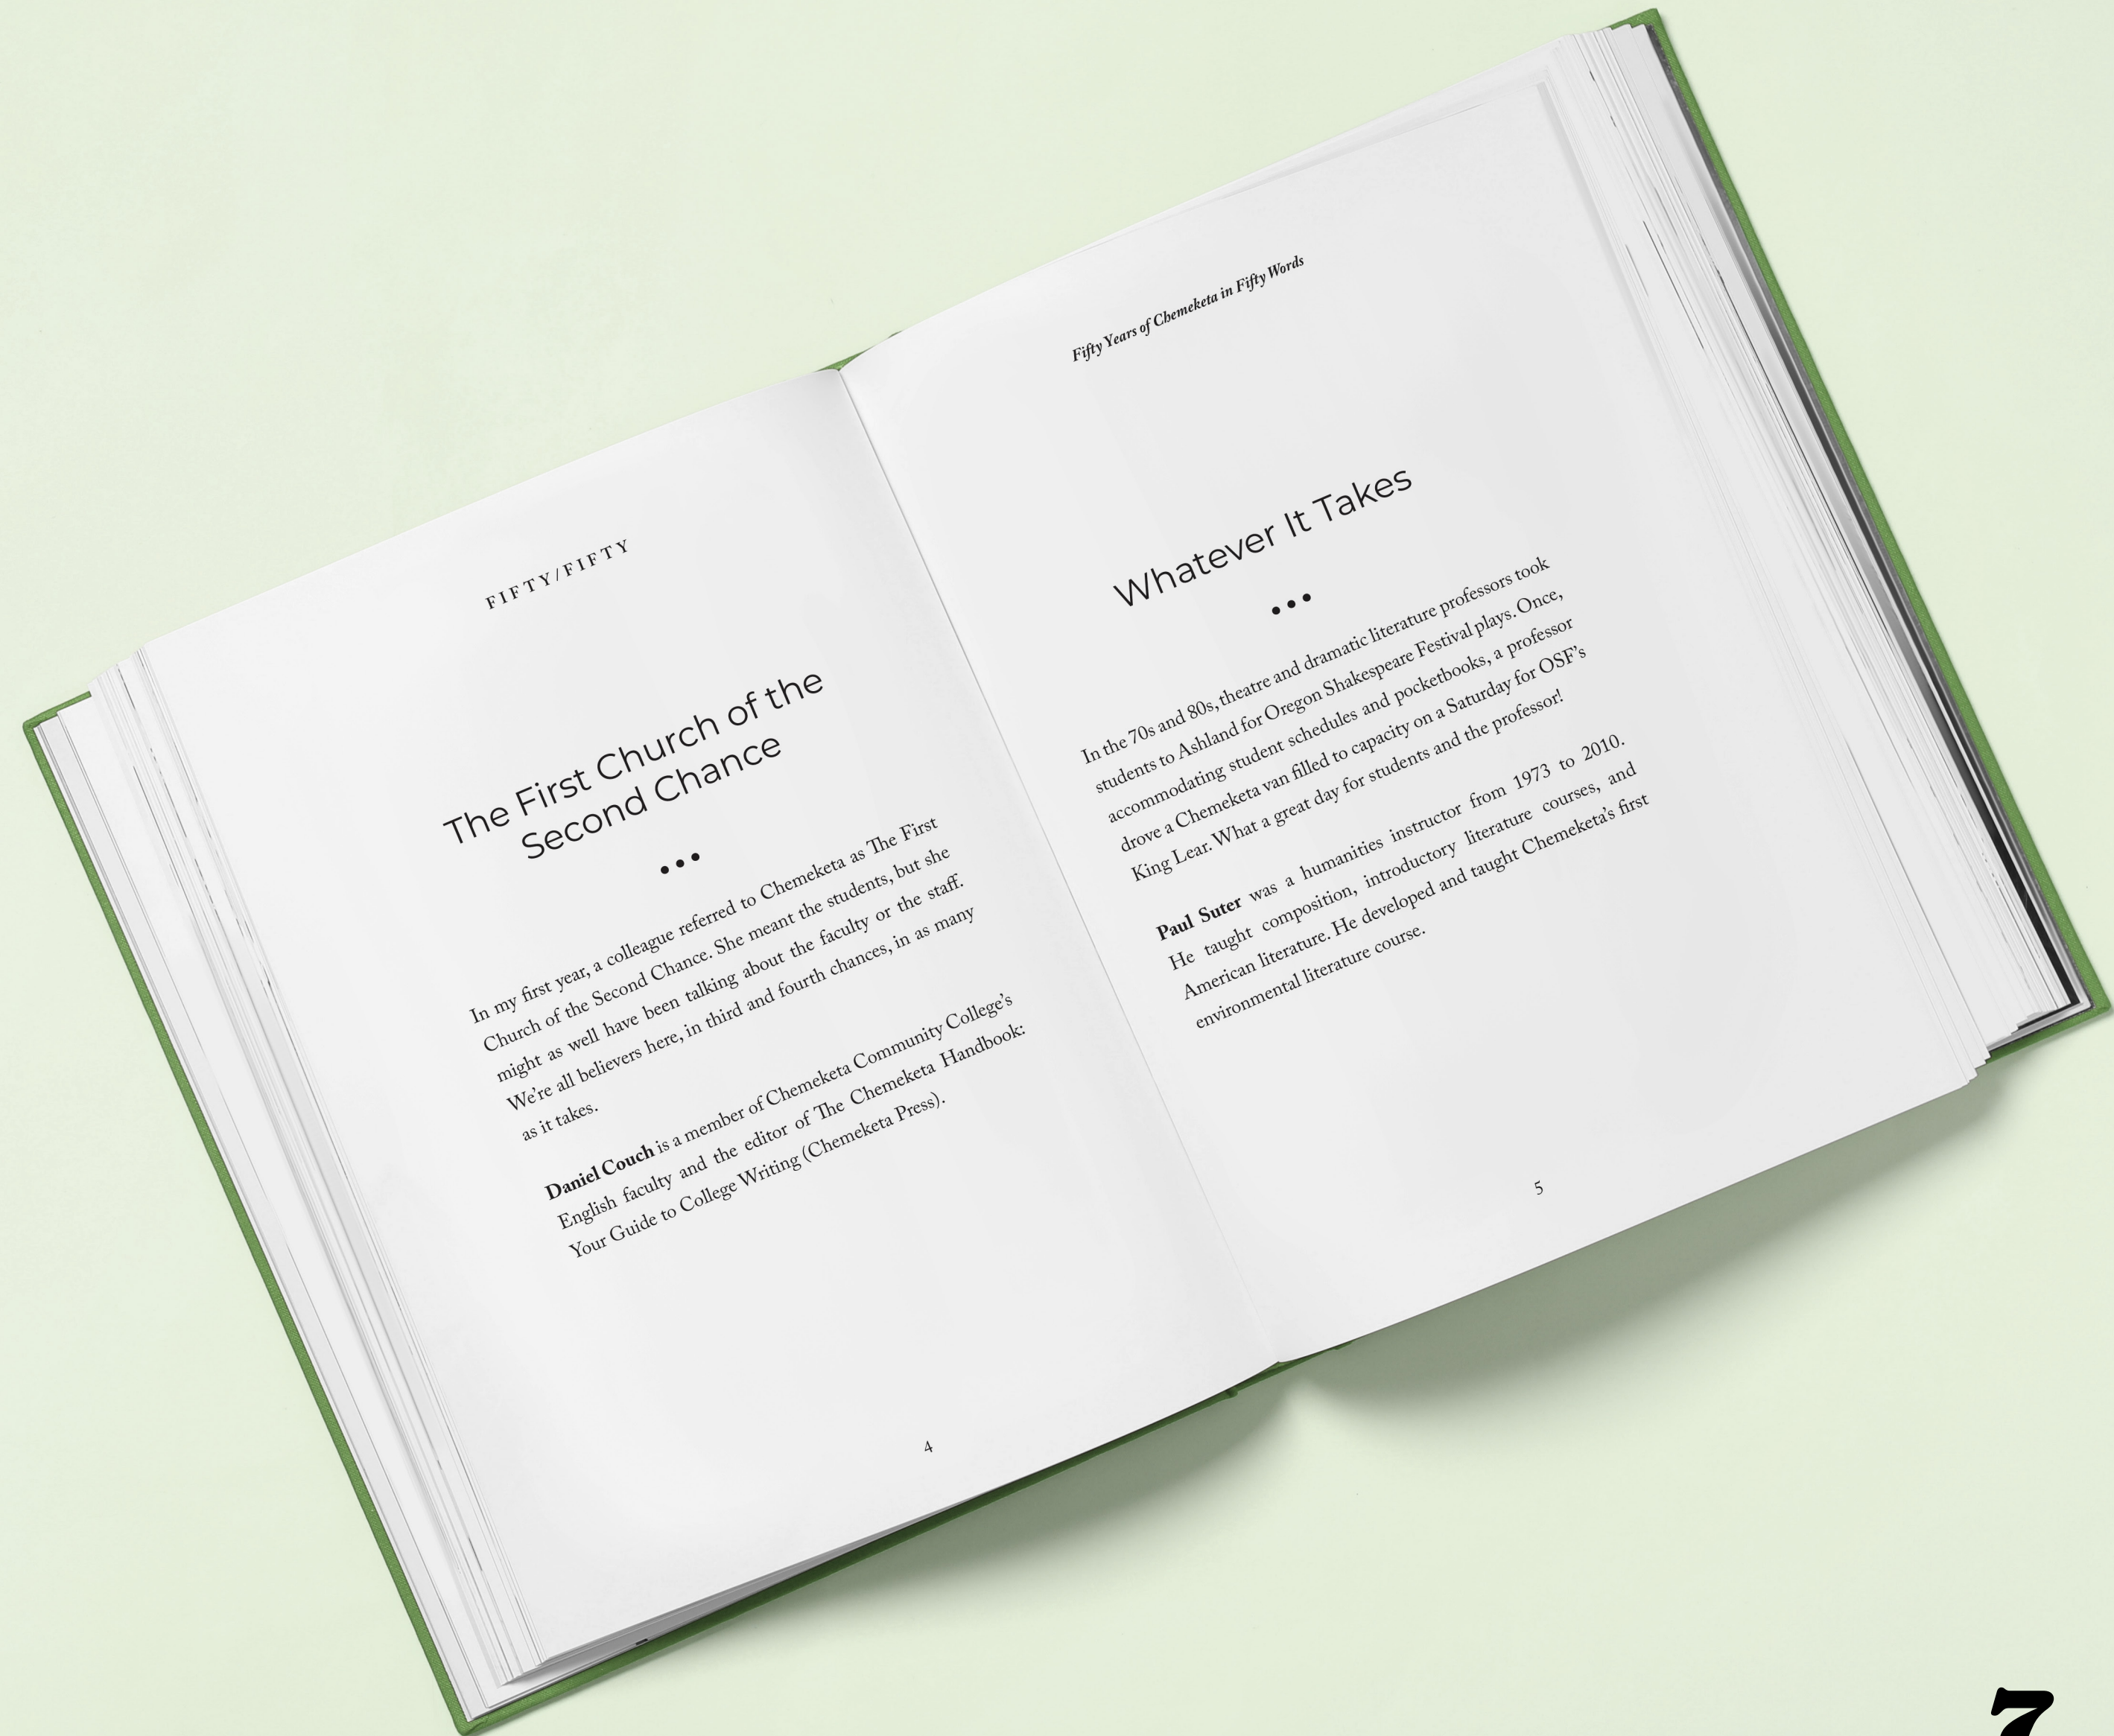 FIFTY/FIFTY
The First Church of the
Second Chance
•••
In my first year, a colleague referred to Chemeketa as The First
Church of the Second Chance. She meant the students, but she
might as well have been talking about the faculty or the staff.
We're all believers here, in third and fourth chances, in as many
as it takes.
Daniel Couch is a member of Chemeketa Community College's
English faculty and the editor of The Chemeketa Handbook:
Your Guide to College Writing (Chemeketa Press).
4
Fifty Years of Chemeketa in Fifty Words
Whatever It Takes
•••
In the 70s and 80s, theatre and dramatic literature professors took
students to Ashland for Oregon Shakespeare Festival plays. Once,
accommodating student schedules and pocketbooks, a professor
drove a Chemeketa van filled to capacity on a Saturday for OSF's
King Lear. What a great day for students and the professor!
Paul Suter was a humanities instructor from 1973 to 2010.
He taught composition, introductory literature courses, and
American literature. He developed and taught Chemeketa's first
environmental literature course.
5
7